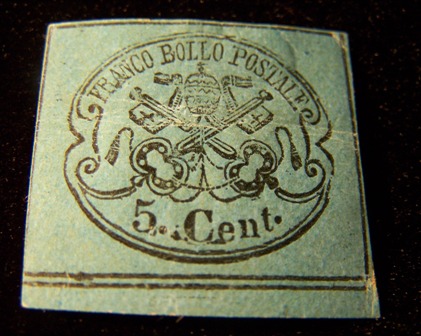 FRANCO BOLLO POSTALE
5. Cent.